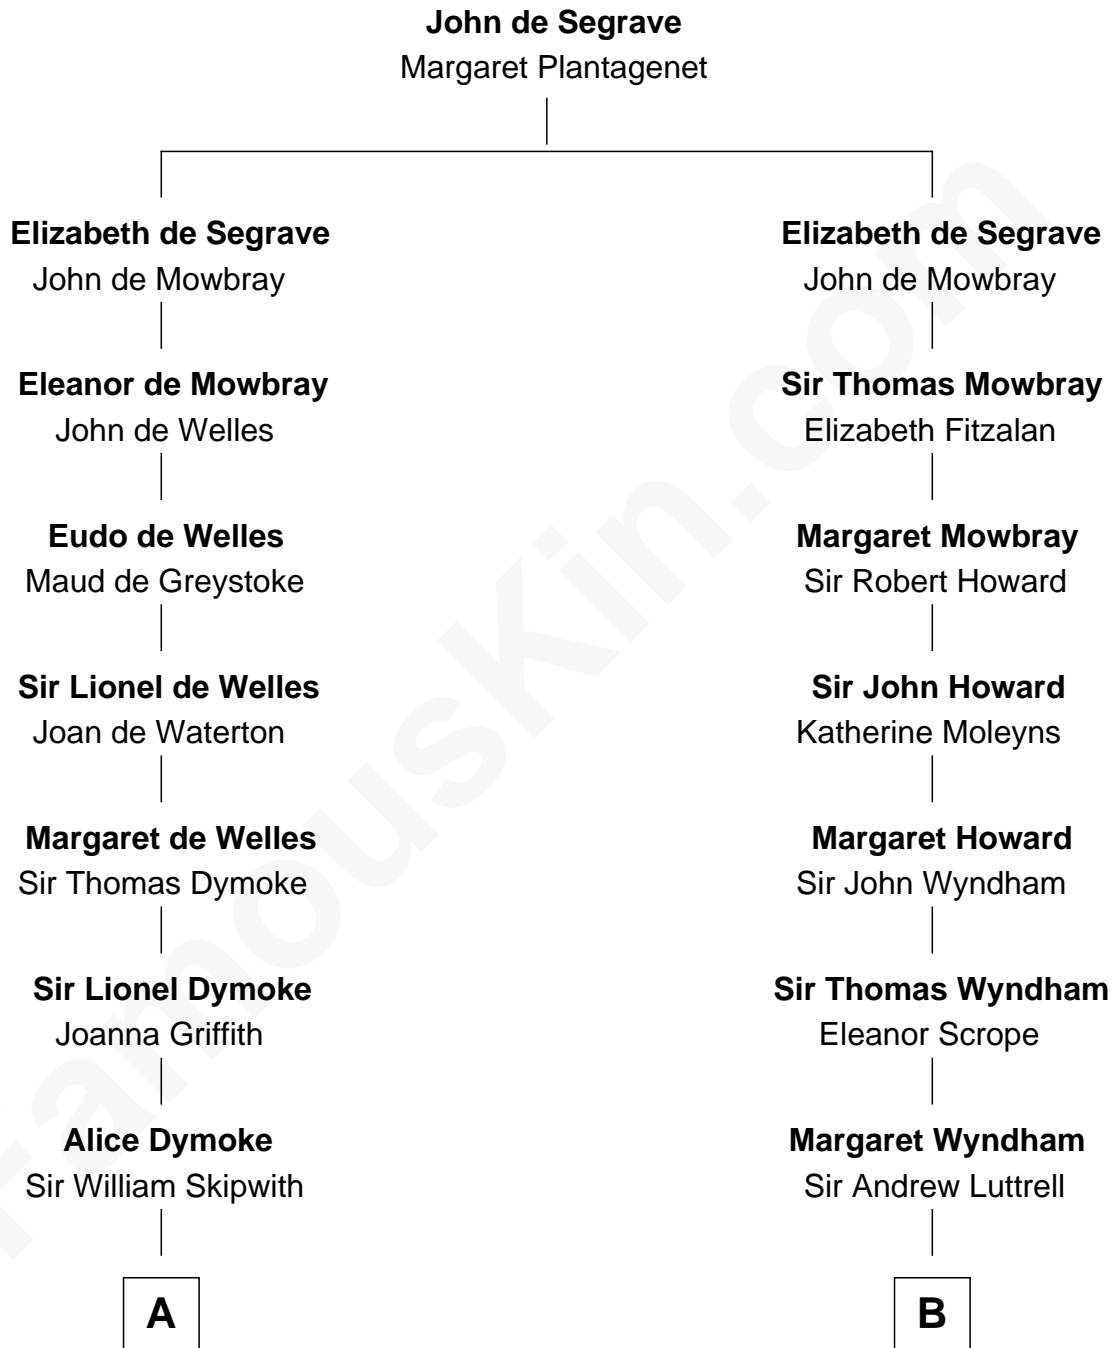 John de Segrave
Margaret Plantagenet
Elizabeth de Segrave
John de Mowbray
Eleanor de Mowbray
John de Welles
Eudo de Welles
Maud de Greystoke
Sir Lionel de Welles
Joan de Waterton
Margaret de Welles
Sir Thomas Dymoke
Sir Lionel Dymoke
Joanna Griffith
Alice Dymoke
Sir William Skipwith
A
Elizabeth de Segrave
John de Mowbray
Sir Thomas Mowbray
Elizabeth Fitzalan
Margaret Mowbray
Sir Robert Howard
Sir John Howard
Katherine Moleyns
Margaret Howard
Sir John Wyndham
Sir Thomas Wyndham
Eleanor Scrope
Margaret Wyndham
Sir Andrew Luttrell
B
FamousKin.com